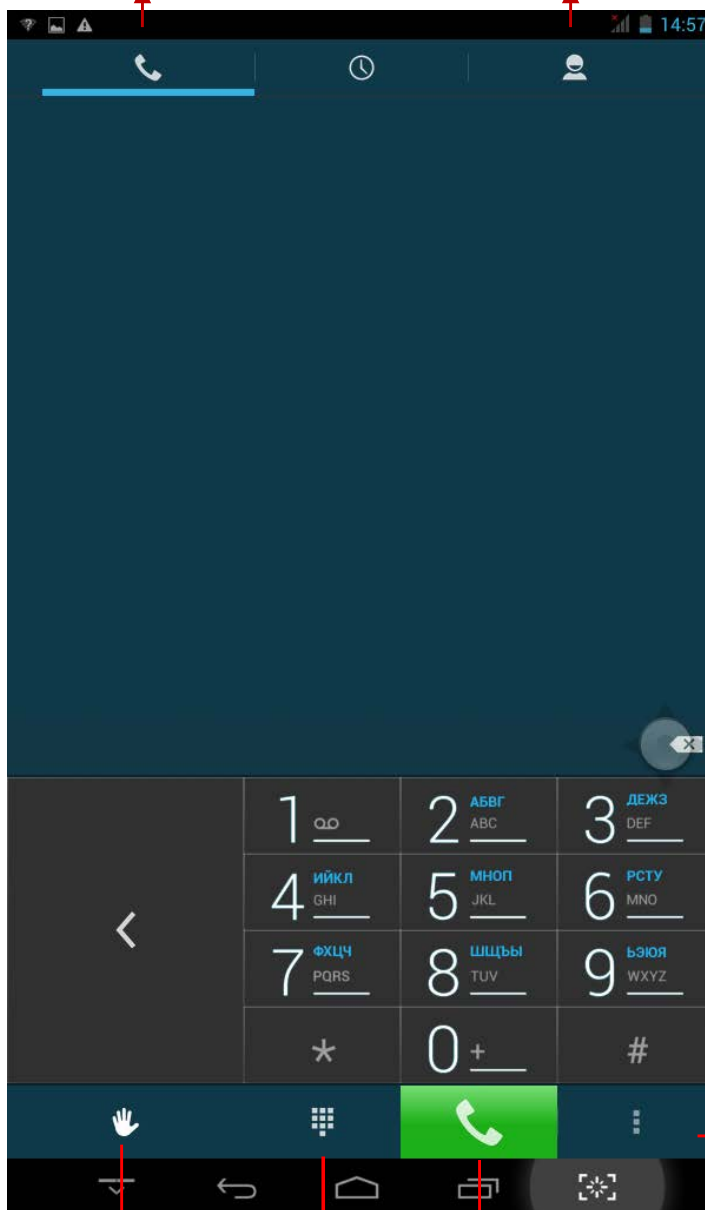 14:57
1
2 АБВГ ABC
3 ДЕЖЗ DEF
4 ИЙКЛ GHI
5 МНОП JKL
6 РСТУ MNO
7 ФХЦЧ PQRS
8 ШЩЪЫ TUV
9 ЬЭЮЯ WXYZ
*
0 +
#